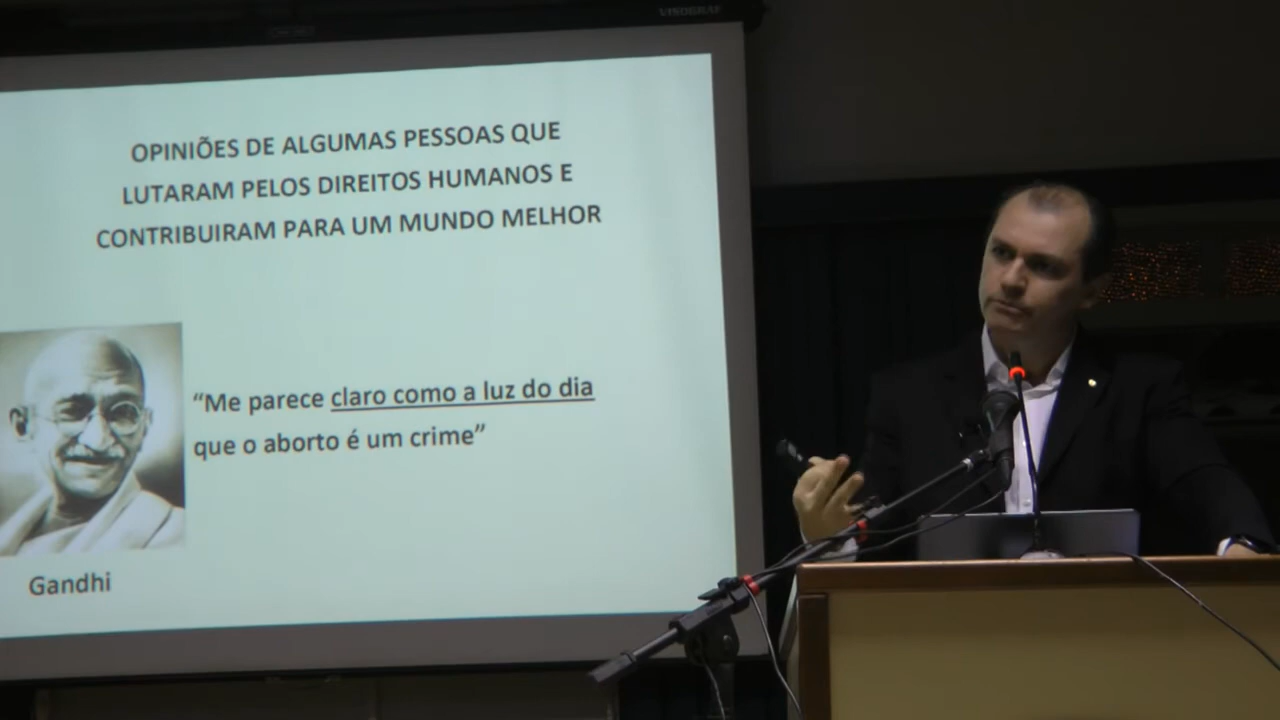 VISOGRAF
OPINIÕES DE ALGUMAS PESSOAS QUE
LUTARAM PELOS DIREITOS HUMANOS E
CONTRIBUIRAM PARA UM MUNDO MELHOR
“Me parece claro como a luz do dia
que o aborto é um crime”
Gandhi